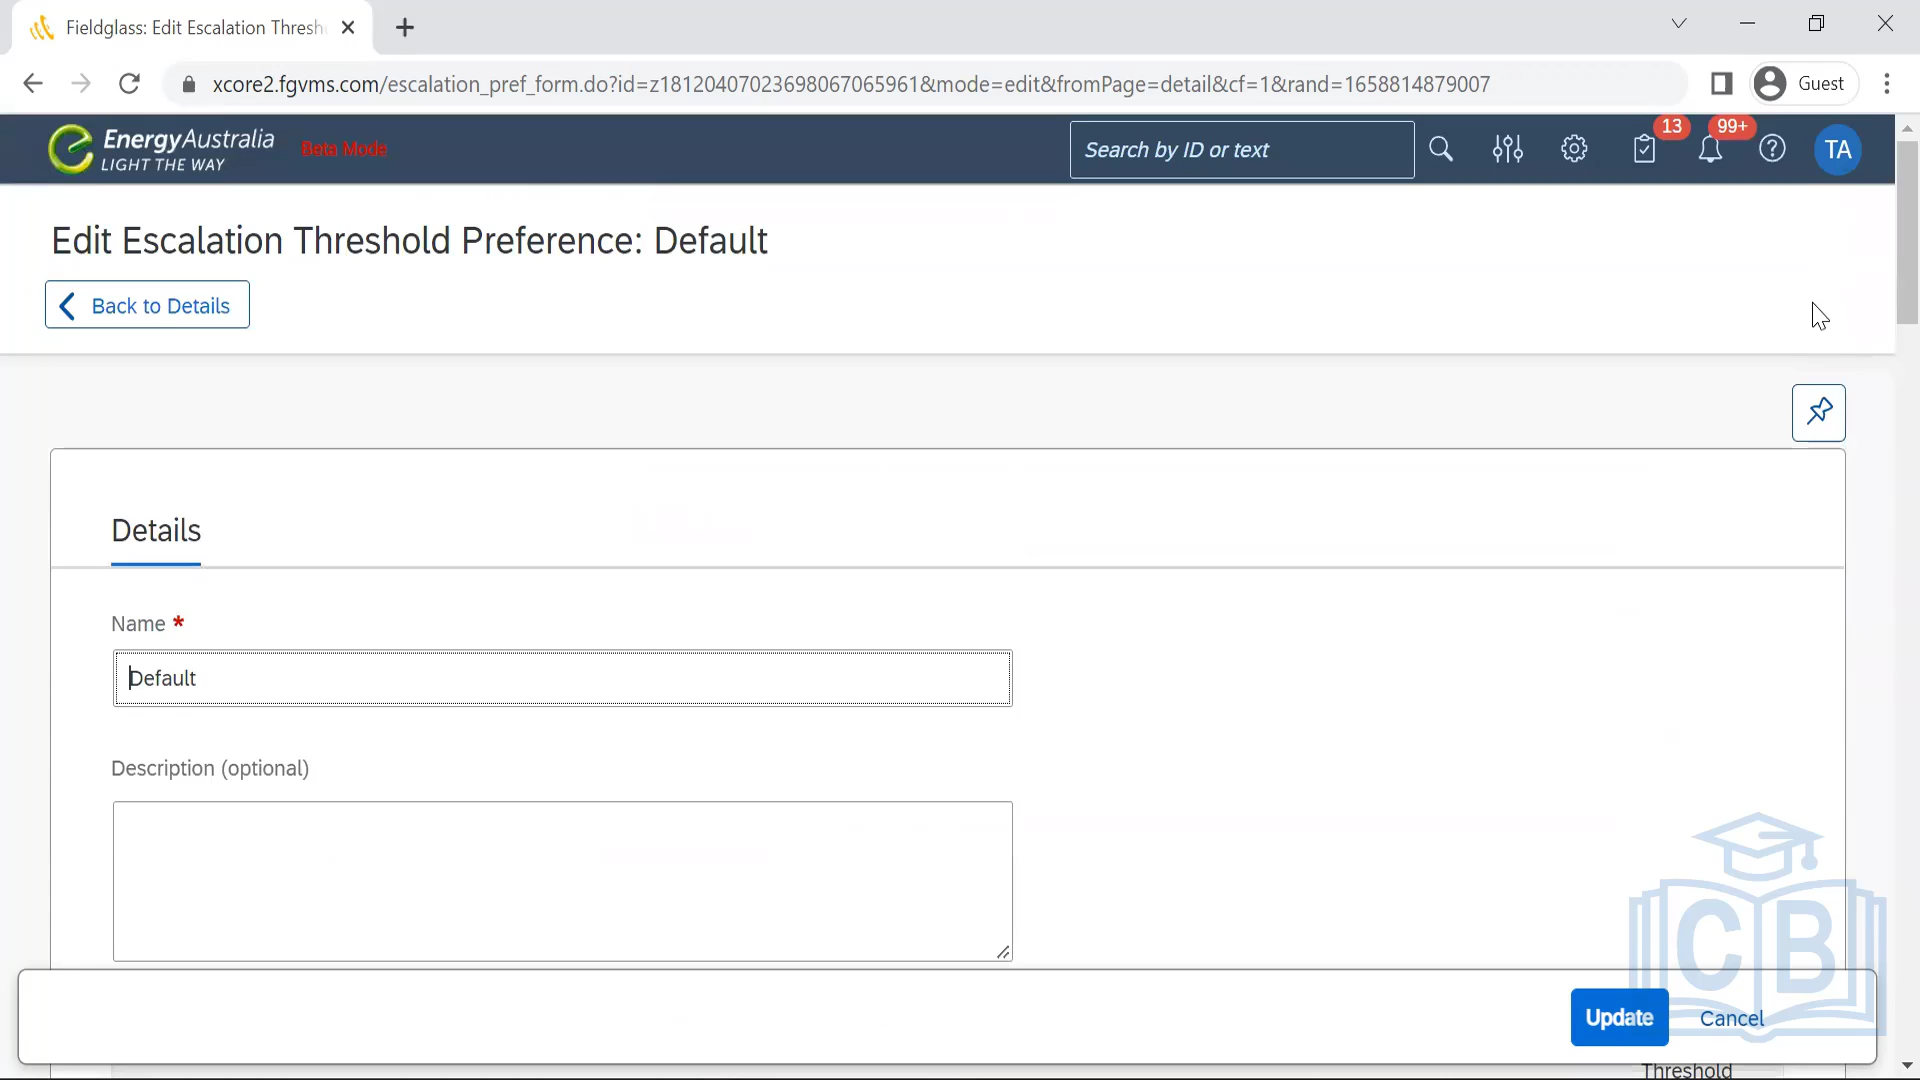 Fieldglass: Edit Escalation Thresh
xcore2.fgvms.com/escalation_pref_form.do?id=z18120407023698067065961&mode=edit&fromPage=detail&cf=1&rand=1658814879007
Guest
EnergyAustralia
LIGHT THE WAY
Beta Mode
Search by ID or text
13
99+
TA
Edit Escalation Threshold Preference: Default
Back to Details
Details
Name *
Default
Description (optional)
CB
Update
Cancel
Threshold